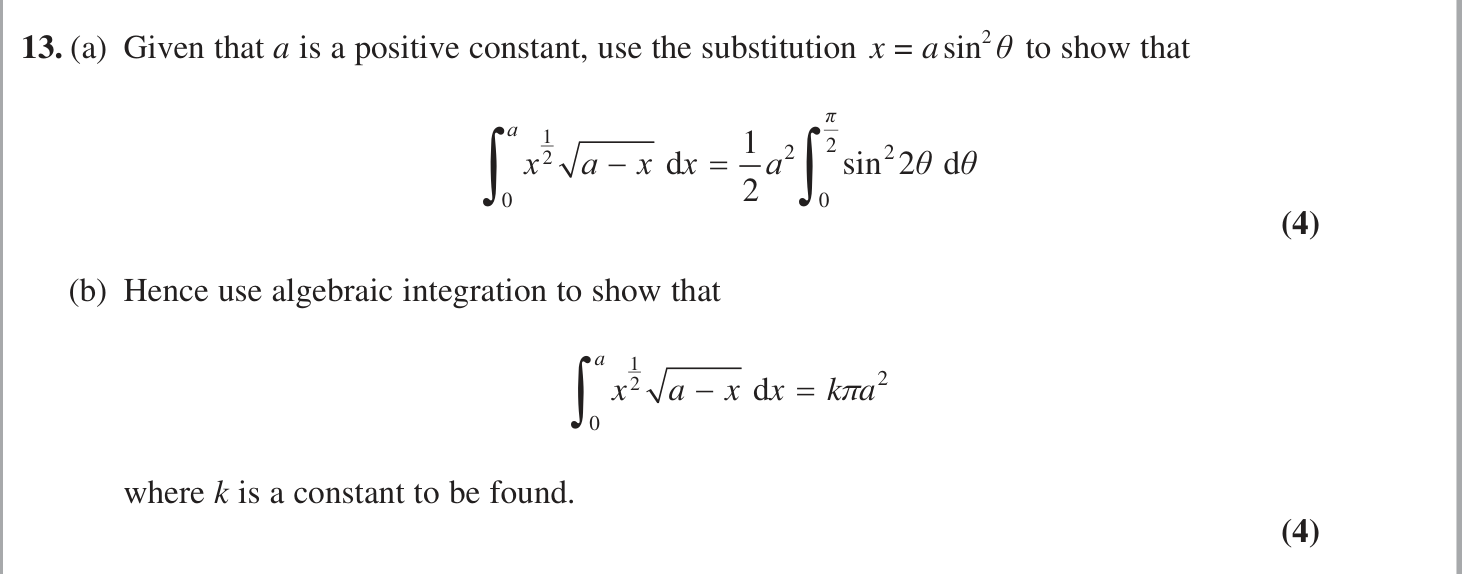 13. (a) Given that a is a positive constant, use the substitution x = a sin²θ to show that
∫₀ᵃ x^(1/2) √(a − x) dx = 1/2 a² ∫₀^(π/2) sin² 2θ dθ
(4)
(b) Hence use algebraic integration to show that
∫₀ᵃ x^(1/2) √(a − x) dx = kπa²
where k is a constant to be found.
(4)